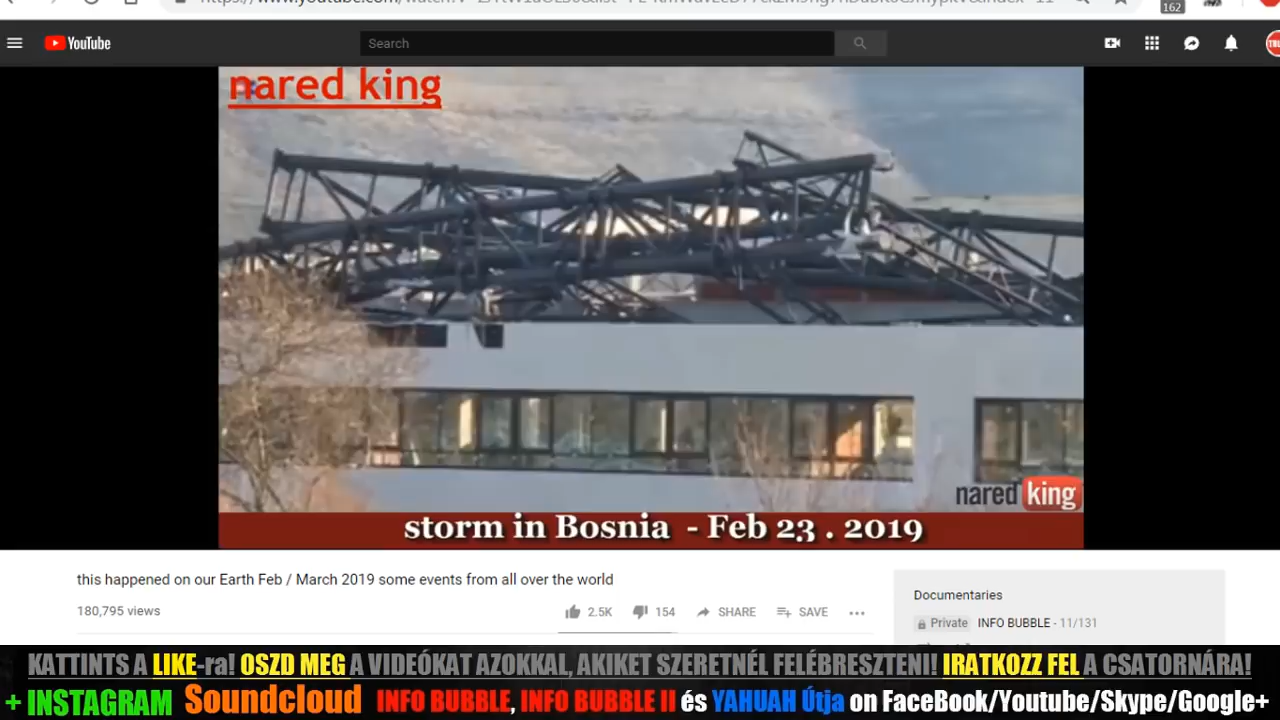 162
YouTube
Search
nared king
nared king
storm in Bosnia - Feb 23 . 2019
this happened on our Earth Feb / March 2019 some events from all over the world
180,795 views
2.5K 154 SHARE SAVE
Documentaries
Private INFO BUBBLE - 11/131
KATTINTS A LIKE-ra! OSZD MEG A VIDEÓKAT AZOKKAL, AKIKET SZERETNÉL FELÉBRESZTENI! IRATKOZZ FEL A CSATORNÁRA!
+ INSTAGRAM Soundcloud INFO BUBBLE, INFO BUBBLE II és YAHUAH Útja on FaceBook/Youtube/Skype/Google+